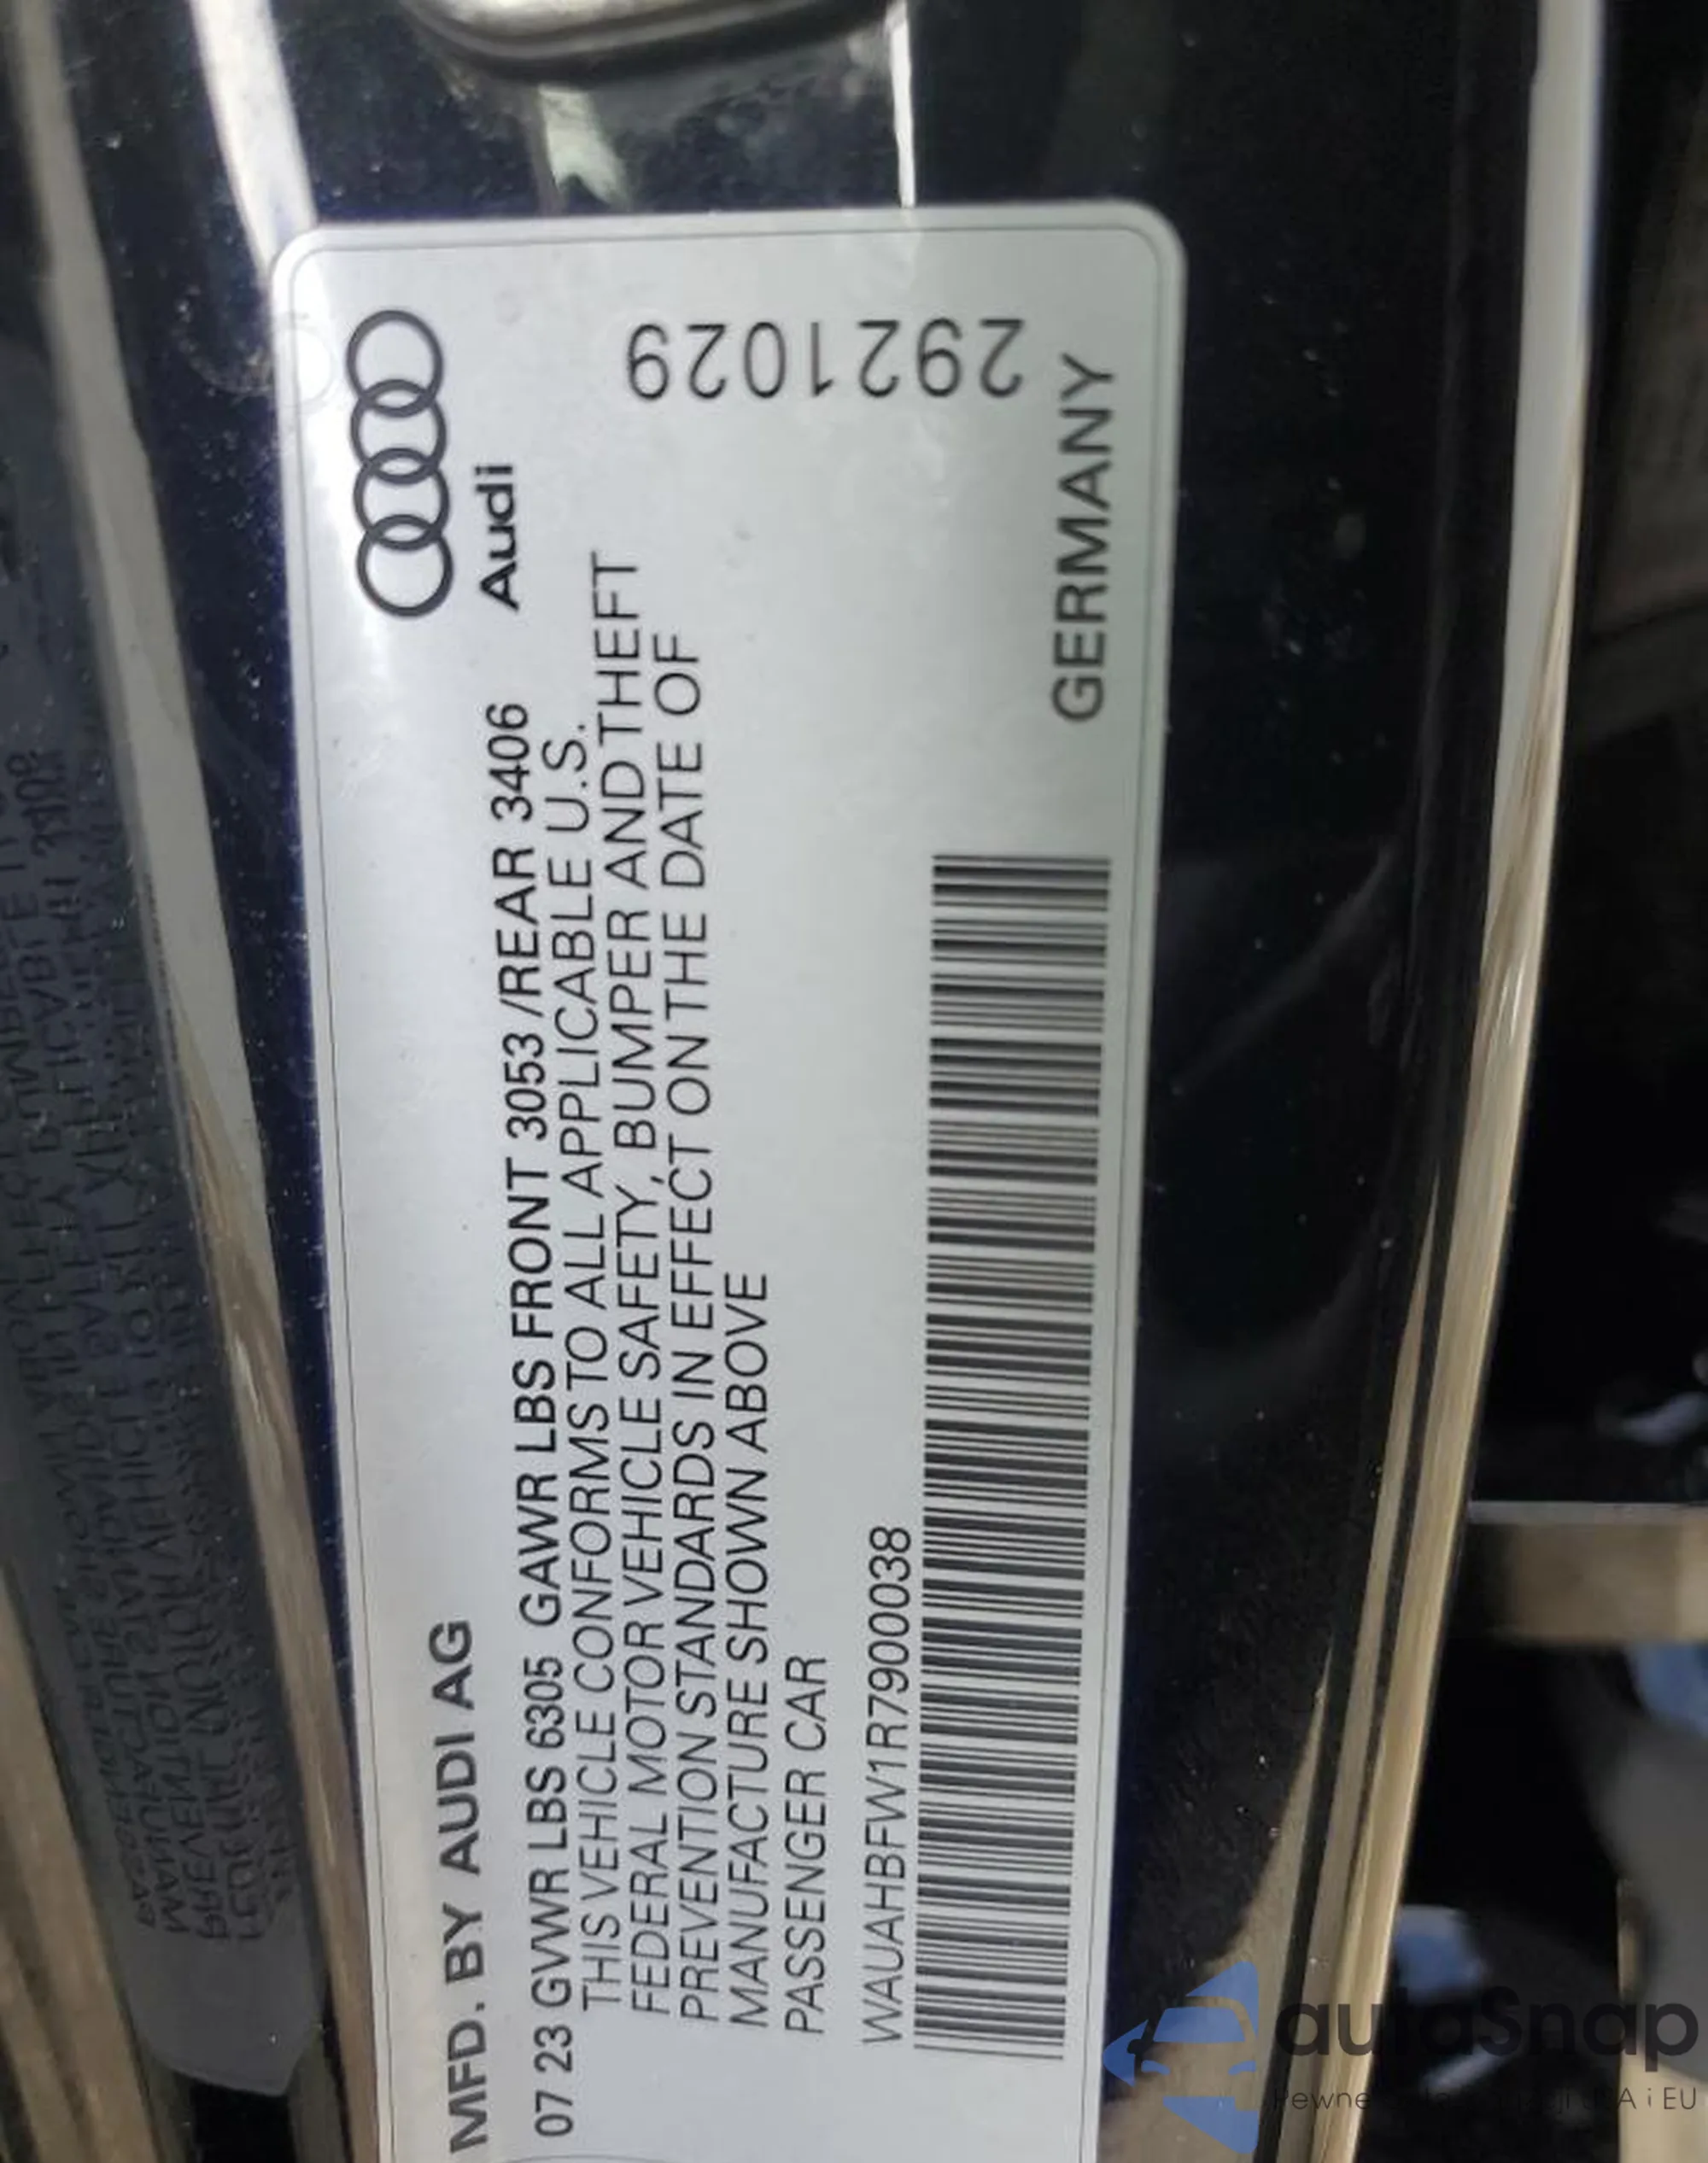 MFD. BY AUDI AG
Audi
07 23 GVWR LBS 6305 GAWR LBS FRONT 3053 /REAR 3406
THIS VEHICLE CONFORMS TO ALL APPLICABLE U.S.
FEDERAL MOTOR VEHICLE SAFETY, BUMPER AND THEFT
PREVENTION STANDARDS IN EFFECT ON THE DATE OF
MANUFACTURE SHOWN ABOVE
PASSENGER CAR
WAUAHBFW1R7900038
2921029
GERMANY
autaSnap
A i EU